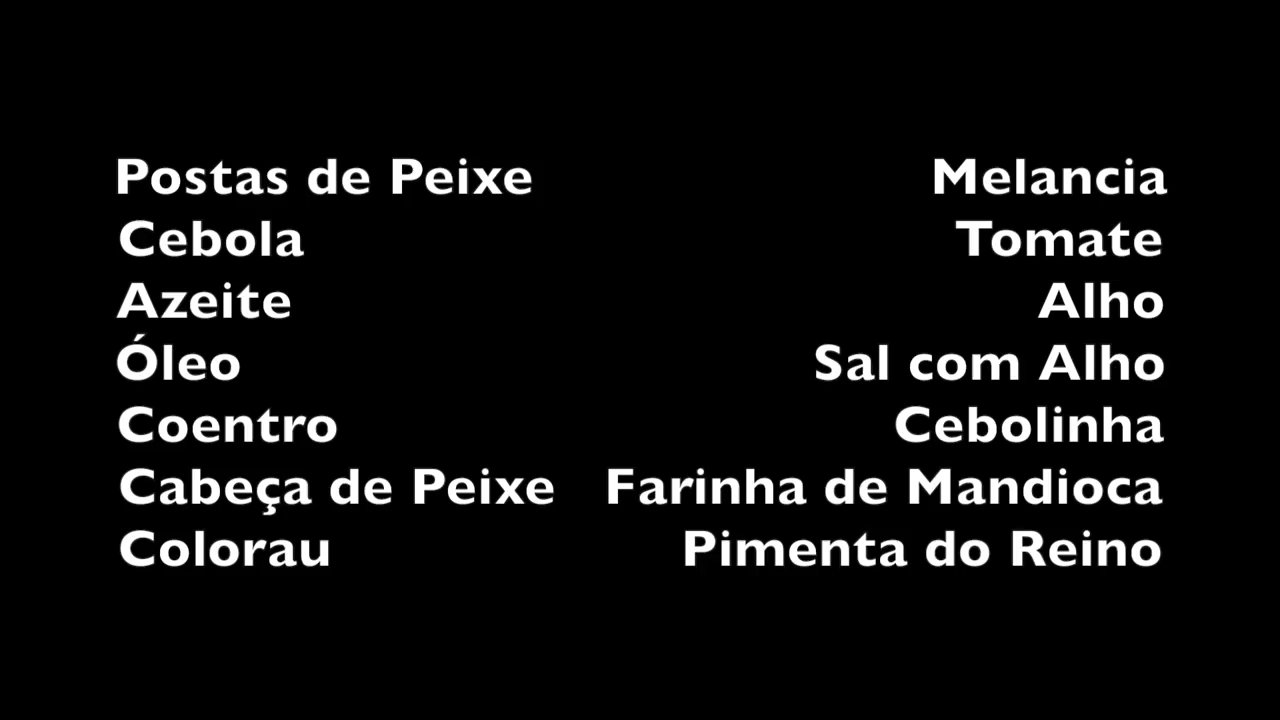 Postas de Peixe Melancia
Cebola Tomate
Azeite Alho
Óleo Sal com Alho
Coentro Cebolinha
Cabeça de Peixe Farinha de Mandioca
Colorau Pimenta do Reino